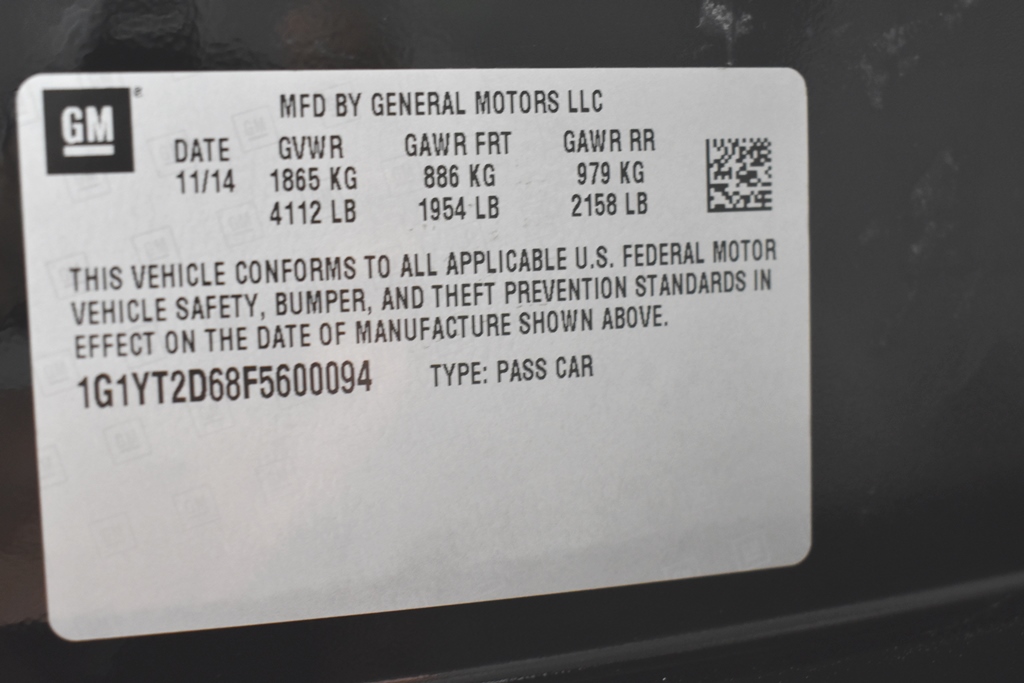 GM
MFD BY GENERAL MOTORS LLC
DATE GVWR GAWR FRT GAWR RR
11/14 1865 KG 886 KG 979 KG
4112 LB 1954 LB 2158 LB
THIS VEHICLE CONFORMS TO ALL APPLICABLE U.S. FEDERAL MOTOR
VEHICLE SAFETY, BUMPER, AND THEFT PREVENTION STANDARDS IN
EFFECT ON THE DATE OF MANUFACTURE SHOWN ABOVE.
1G1YT2D68F5600094 TYPE: PASS CAR